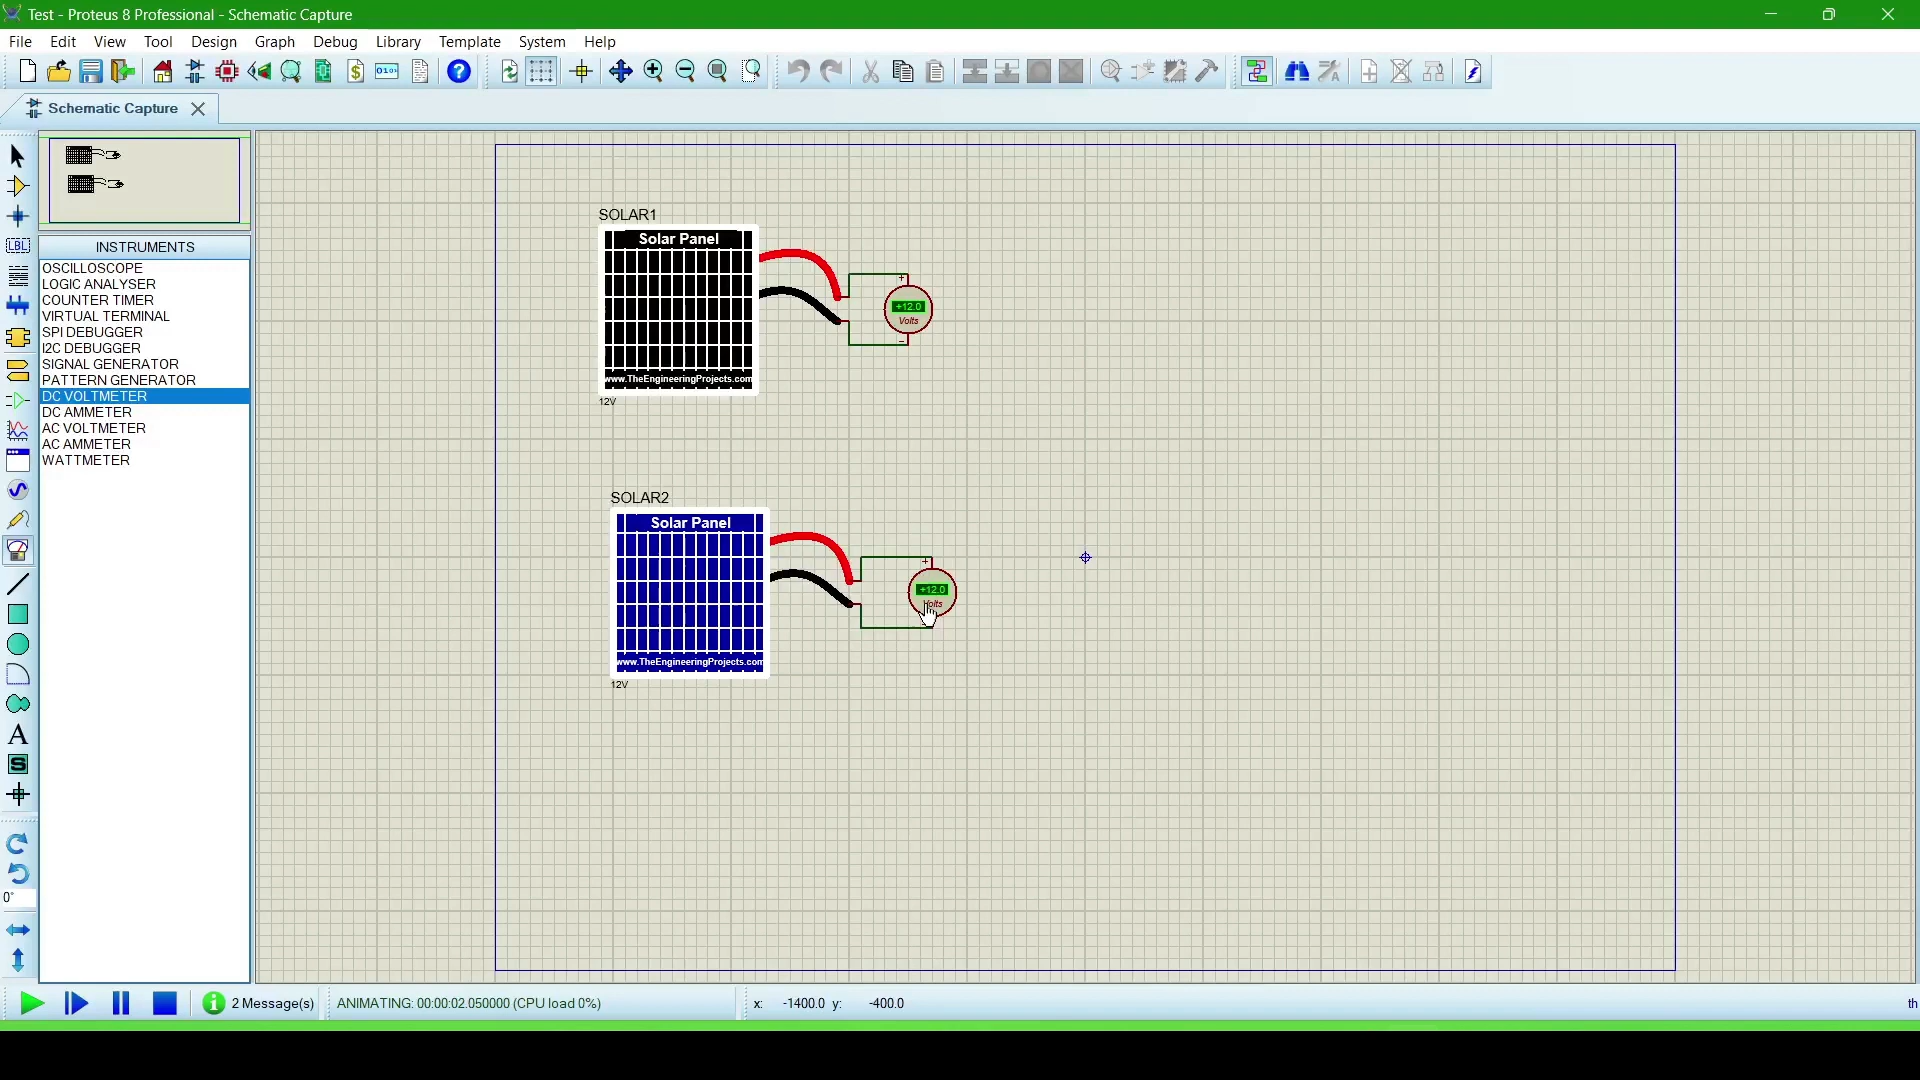 Test - Proteus 8 Professional - Schematic Capture
File Edit View Tool Design Graph Debug Library Template System Help
Schematic Capture
INSTRUMENTS
OSCILLOSCOPE
LOGIC ANALYSER
COUNTER TIMER
VIRTUAL TERMINAL
SPI DEBUGGER
I2C DEBUGGER
SIGNAL GENERATOR
PATTERN GENERATOR
DC VOLTMETER
DC AMMETER
AC VOLTMETER
AC AMMETER
WATTMETER
LBL
A
S
0°
SOLAR1
Solar Panel
www.TheEngineeringProjects.com
12V
+12.0
Volts
SOLAR2
Solar Panel
www.TheEngineeringProjects.com
12V
+12.0
Volts
2 Message(s)
ANIMATING: 00:00:02.050000 (CPU load 0%)
x: -1400.0 y: -400.0
th